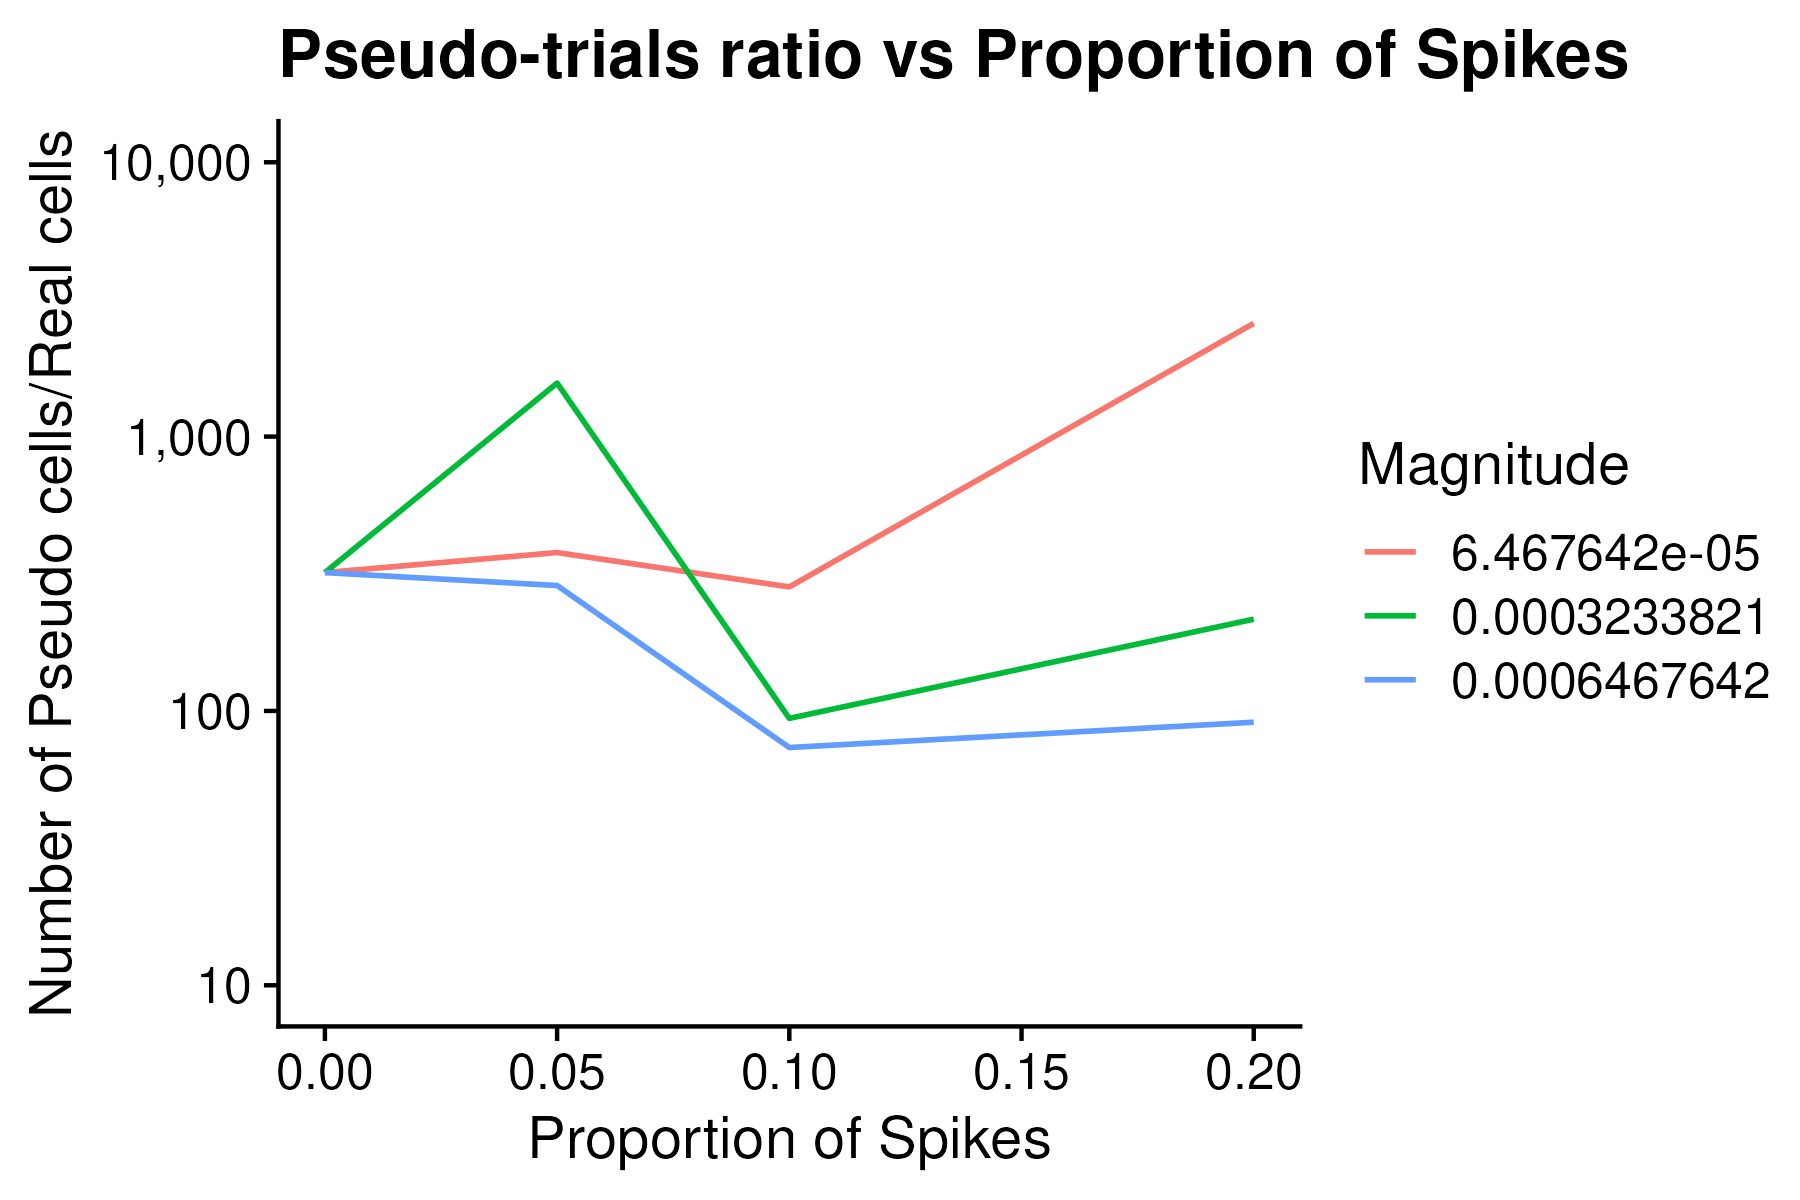 Pseudo-trials ratio vs Proportion of Spikes
Number of Pseudo cells/Real cells
10,000
1,000
100
10
0.00 0.05 0.10 0.15 0.20
Proportion of Spikes
Magnitude
6.467642e-05
0.0003233821
0.0006467642